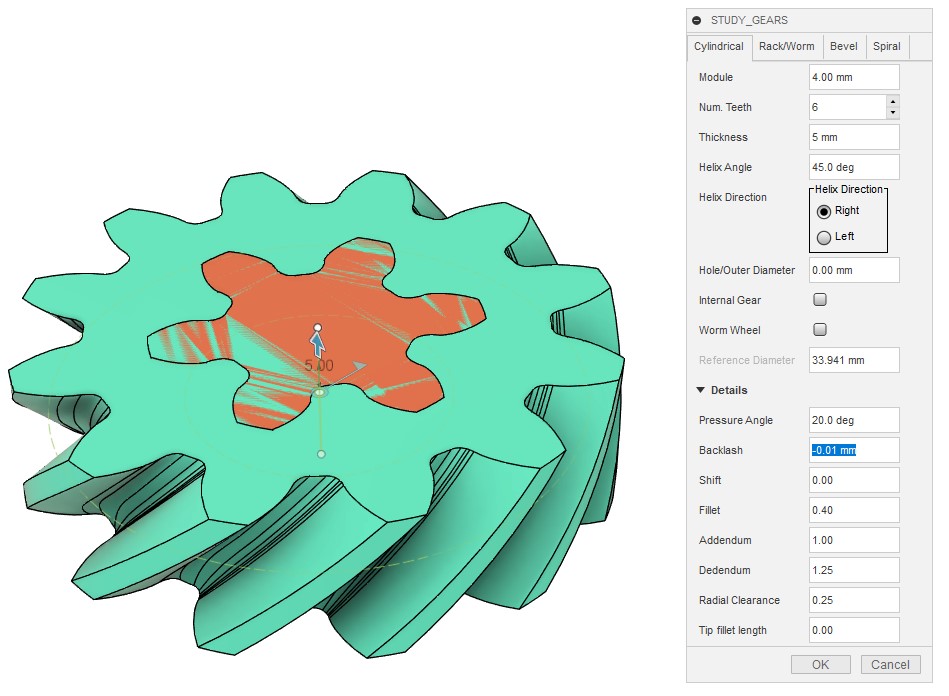 STUDY_GEARS
Cylindrical Rack/Worm Bevel Spiral
Module 4.00 mm
Num. Teeth 6
Thickness 5 mm
Helix Angle 45.0 deg
Helix Direction Helix Direction
Right
Left
Hole/Outer Diameter 0.00 mm
Internal Gear
Worm Wheel
Reference Diameter 33.941 mm
Details
Pressure Angle 20.0 deg
Backlash -0.01 mm
Shift 0.00
Fillet 0.40
Addendum 1.00
Dedendum 1.25
Radial Clearance 0.25
Tip fillet length 0.00
OK Cancel
5.00